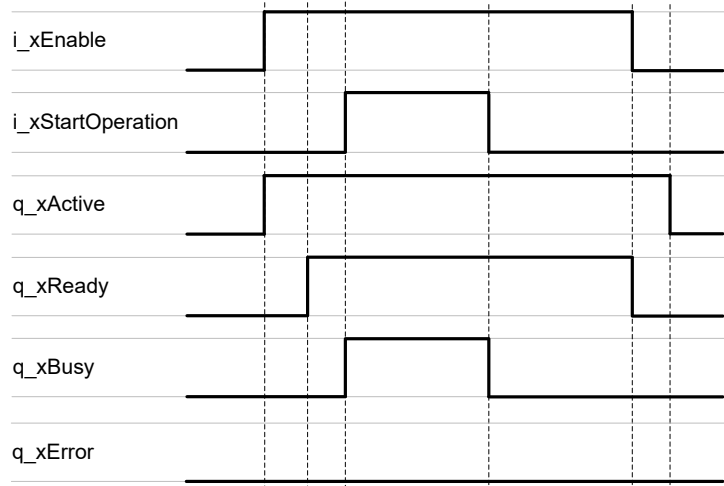 i_xEnable
i_xStartOperation
q_xActive
q_xReady
q_xBusy
q_xError